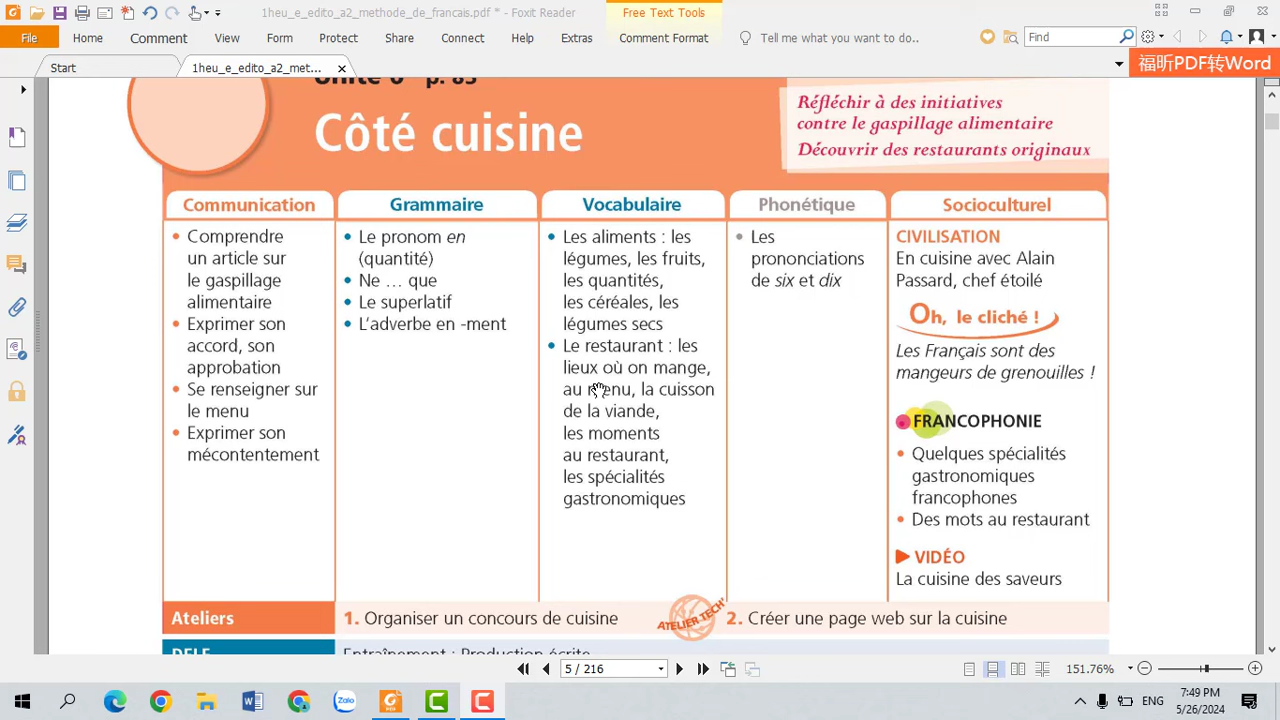 1heu_e_edito_a2_methode_de_francais.pdf * - Foxit Reader
Free Text Tools
File
Home
Comment
View
Form
Protect
Share
Connect
Help
Extras
Comment Format
Tell me what you want to do..
Find
Start
1heu_e_edito_a2_met...
福昕PDF转Word
Unité 6 p. 83
Côté cuisine
Réfléchir à des initiatives
contre le gaspillage alimentaire
Découvrir des restaurants originaux
Communication
Grammaire
Vocabulaire
Phonétique
Socioculturel
• Comprendre
un article sur
le gaspillage
alimentaire
• Exprimer son
accord, son
approbation
• Se renseigner sur
le menu
• Exprimer son
mécontentement
• Le pronom en
(quantité)
• Ne ... que
• Le superlatif
• L'adverbe en -ment
• Les aliments : les
légumes, les fruits,
les quantités,
les céréales, les
légumes secs
• Le restaurant : les
lieux où on mange,
au menu, la cuisson
de la viande,
les moments
au restaurant,
les spécialités
gastronomiques
• Les
prononciations
de six et dix
CIVILISATION
En cuisine avec Alain
Passard, chef étoilé
Oh, le cliché !
Les Français sont des
mangeurs de grenouilles !
FRANCOPHONIE
• Quelques spécialités
gastronomiques
francophones
• Des mots au restaurant
VIDÉO
La cuisine des saveurs
Ateliers
1. Organiser un concours de cuisine
ATELIER TECH'
2. Créer une page web sur la cuisine
DELF
Entraînement : Production écrite
5 / 216
151.76%
Zalo
ENG
7:49 PM
5/26/2024